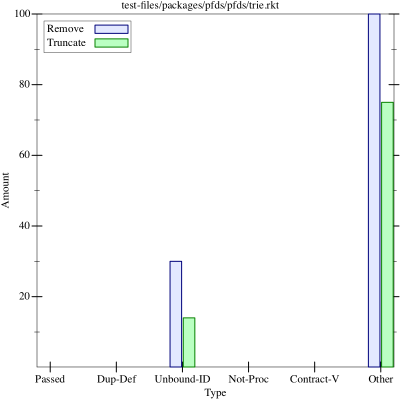 test-files/packages/pfds/pfds/trie.rkt
Remove
Truncate
100
80
60
40
20
Amount
Passed Dup-Def Unbound-ID Not-Proc Contract-V Other
Type